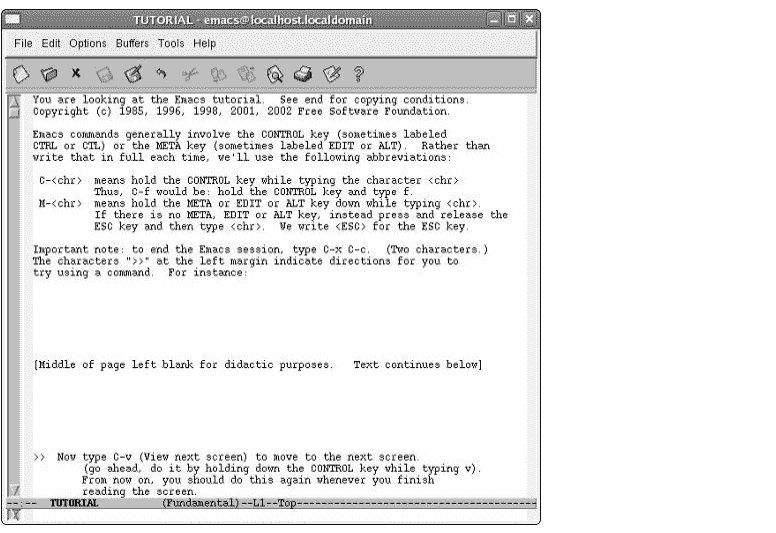 TUTORIAL - emacs@localhost.localdomain
File Edit Options Buffers Tools Help
You are looking at the Emacs tutorial.  See end for copying conditions.
Copyright (c) 1985, 1996, 1998, 2001, 2002 Free Software Foundation.
Emacs commands generally involve the CONTROL key (sometimes labeled
CTRL or CTL) or the META key (sometimes labeled EDIT or ALT).  Rather than
write that in full each time, we'll use the following abbreviations:
C-<chr>  means hold the CONTROL key while typing the character <chr>
Thus, C-f would be: hold the CONTROL key and type f.
M-<chr>  means hold the META or EDIT or ALT key down while typing <chr>.
If there is no META, EDIT or ALT key, instead press and release the
ESC key and then type <chr>.  We write <ESC> for the ESC key.
Important note: to end the Emacs session, type C-x C-c.  (Two characters.)
The characters ">>" at the left margin indicate directions for you to
try using a command.  For instance:
[Middle of page left blank for didactic purposes.   Text continues below]
>>  Now type C-v (View next screen) to move to the next screen.
(go ahead, do it by holding down the CONTROL key while typing v).
From now on, you should do this again whenever you finish
reading the screen.
--:--  TUTORIAL          (Fundamental)--L1--Top--------------------------------------